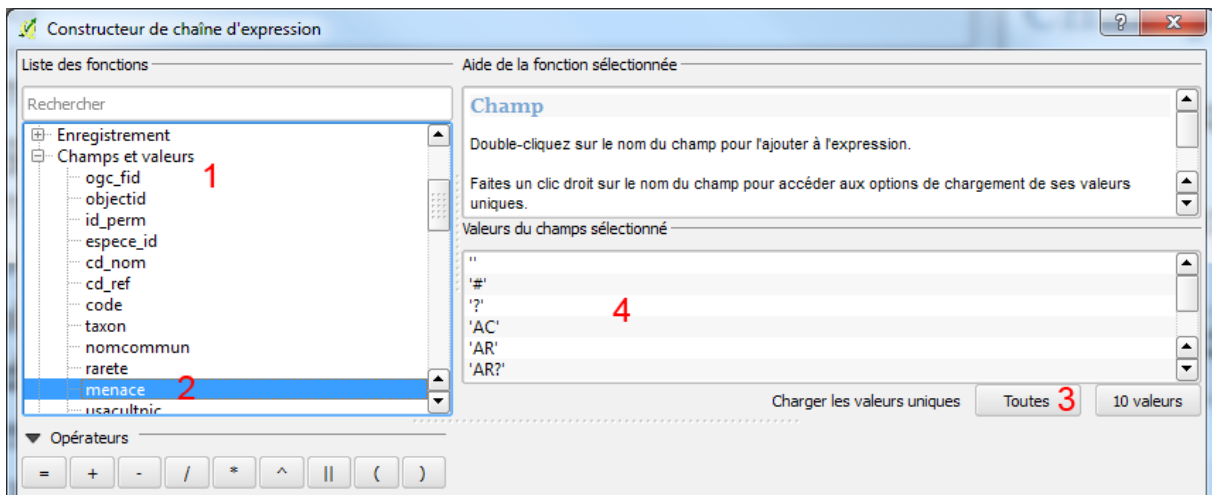 Constructeur de chaîne d'expression
?
X
Liste des fonctions
Rechercher
Enregistrement
Champs et valeurs
1
ogc_fid
objectid
id_perm
espece_id
cd_nom
cd_ref
code
taxon
nomcommun
rarete
menace
2
usacultnic
Opérateurs
= + - / * ^ || ( )
Aide de la fonction sélectionnée
Champ
Double-cliquez sur le nom du champ pour l'ajouter à l'expression.
Faites un clic droit sur le nom du champ pour accéder aux options de chargement de ses valeurs
uniques.
Valeurs du champs sélectionné
''
'#'
'?'
4
'AC'
'AR'
'AR?'
Charger les valeurs uniques
Toutes
3
10 valeurs